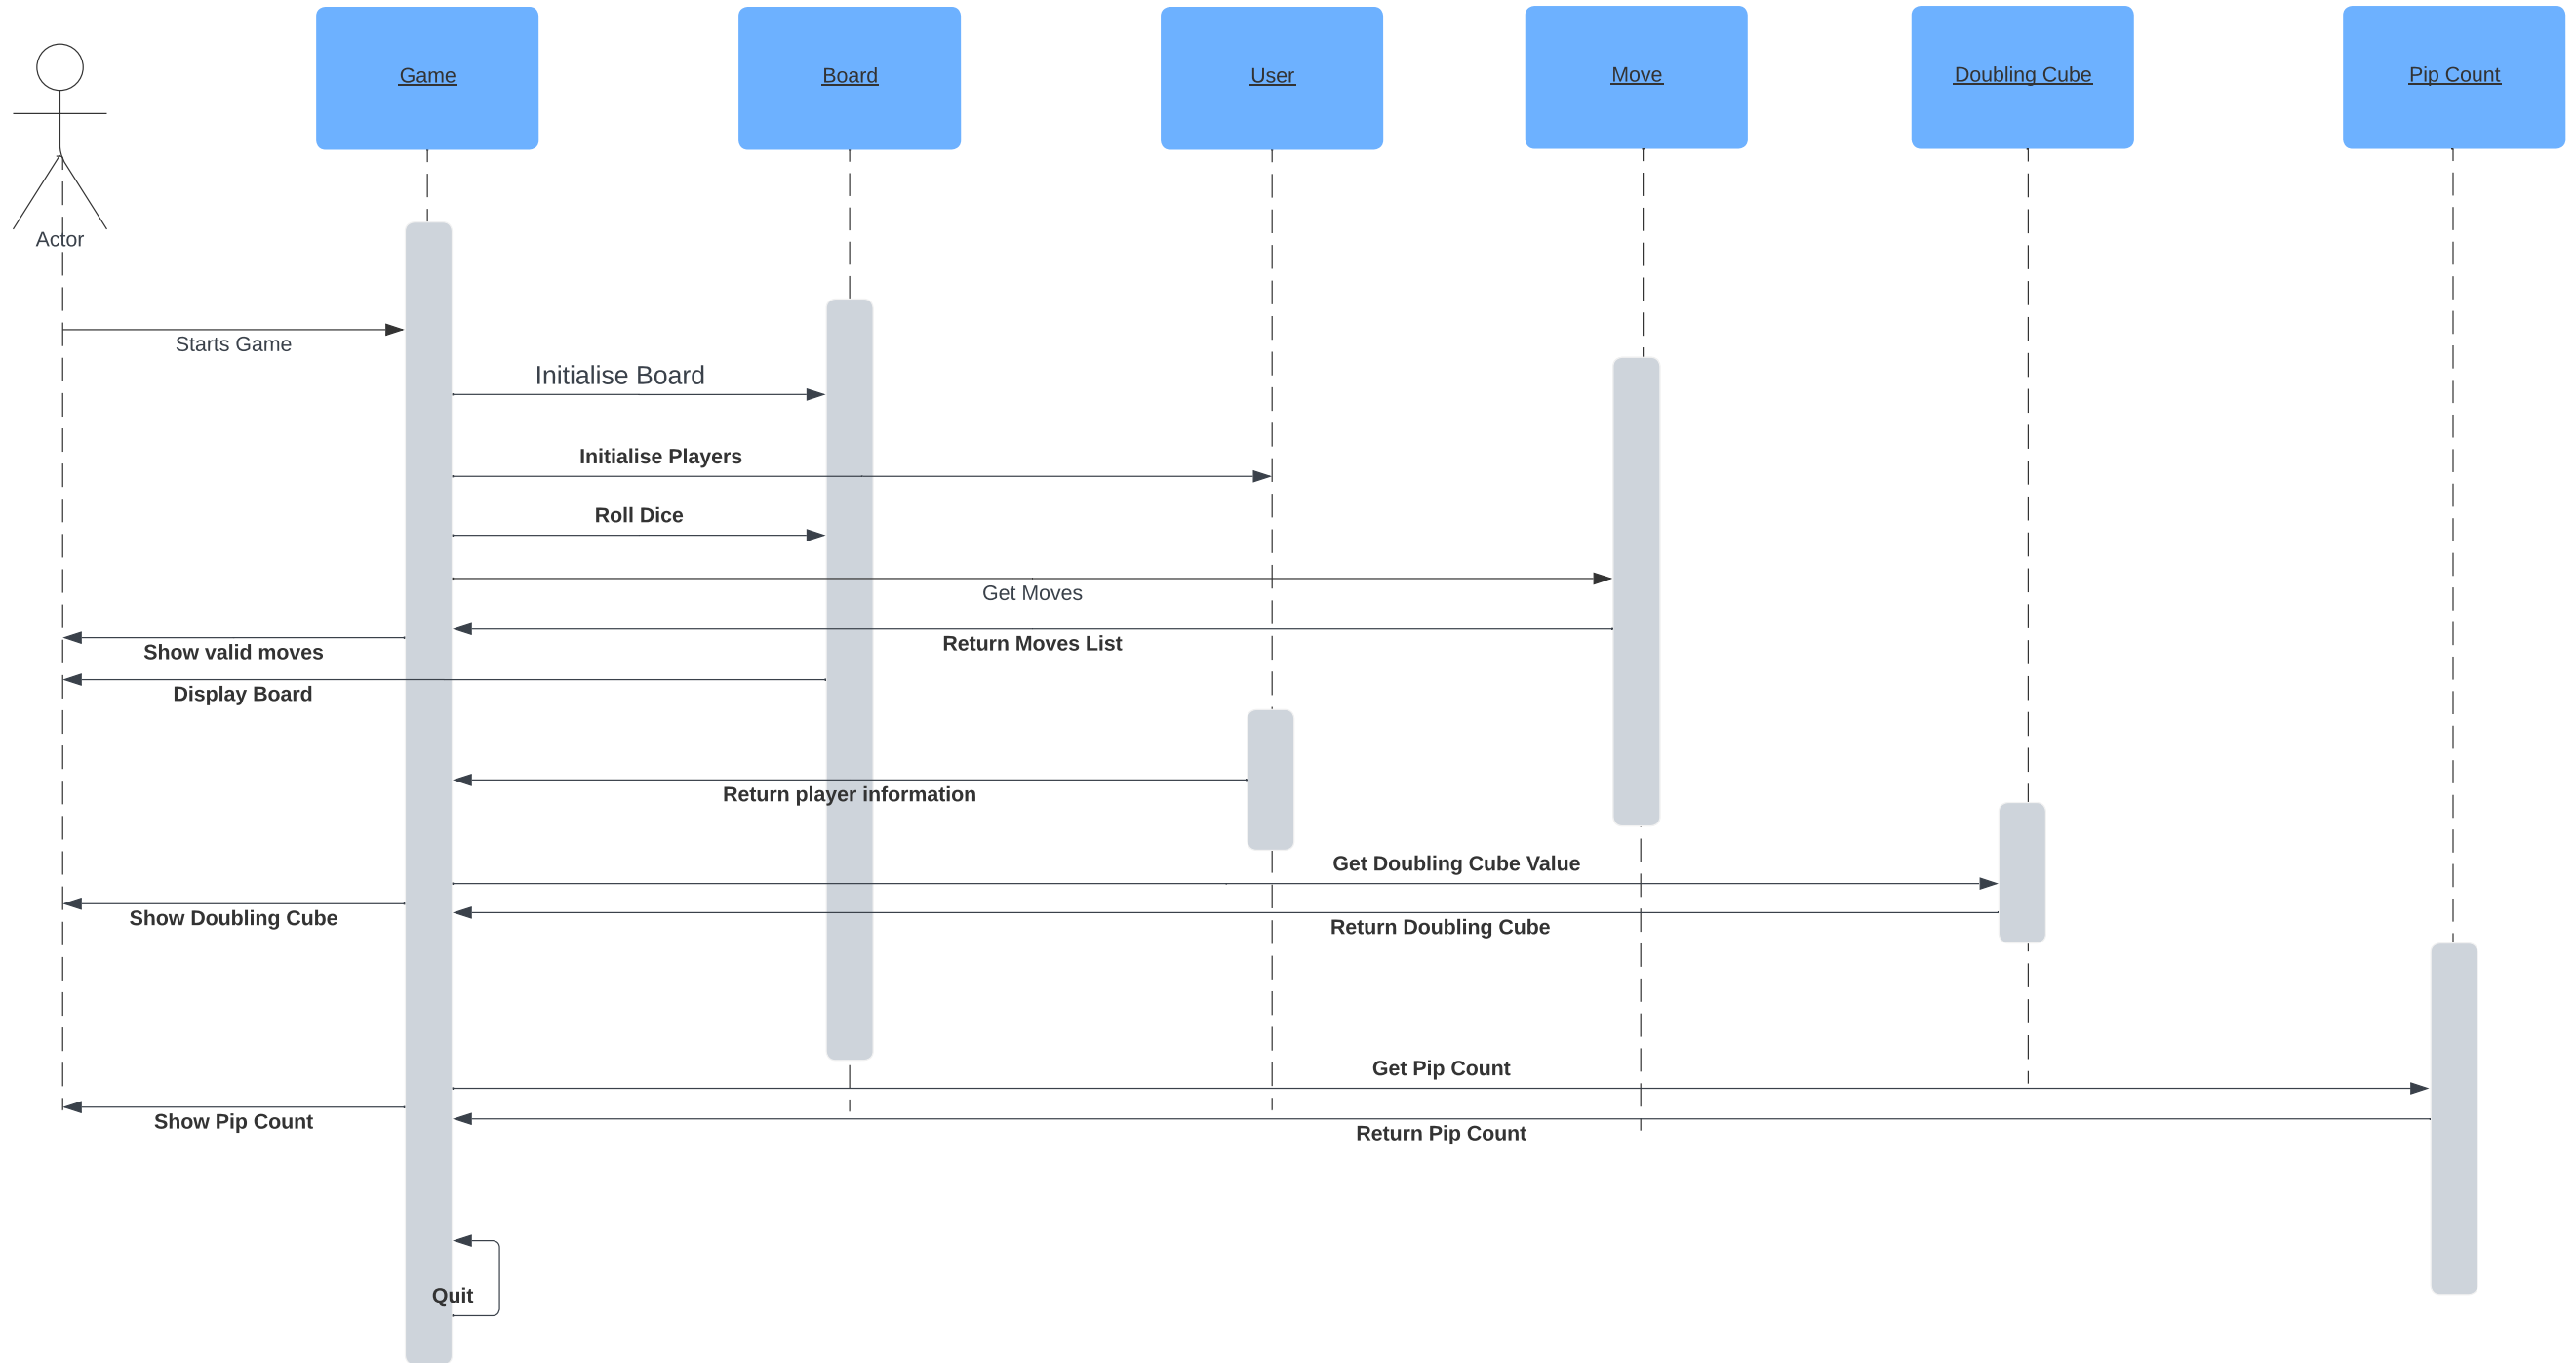 Game
Board
User
Move
Doubling Cube
Pip Count
Actor
Starts Game
Initialise Board
Initialise Players
Roll Dice
Get Moves
Return Moves List
Show valid moves
Display Board
Return player information
Get Doubling Cube Value
Show Doubling Cube
Return Doubling Cube
Get Pip Count
Show Pip Count
Return Pip Count
Quit